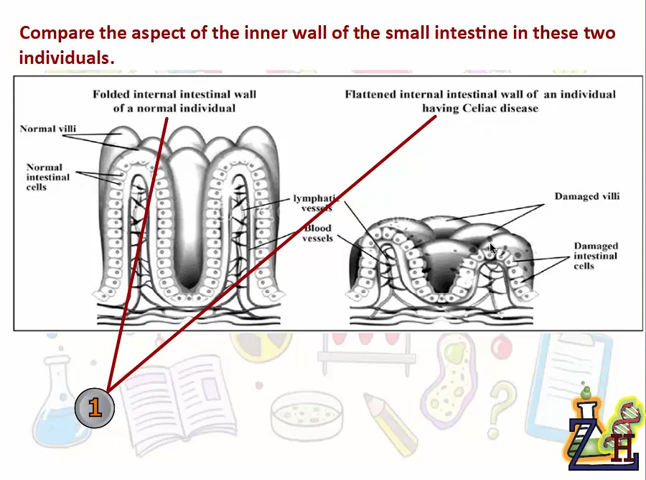 Compare the aspect of the inner wall of the small intestine in these two
individuals.
Folded internal intestinal wall
of a normal individual
Flattened internal intestinal wall of an individual
having Celiac disease
Normal villi
Normal
intestinal
cells
lymphatic
vessels
Blood
vessels
Damaged villi
Damaged
intestinal
cells
1
Z
H